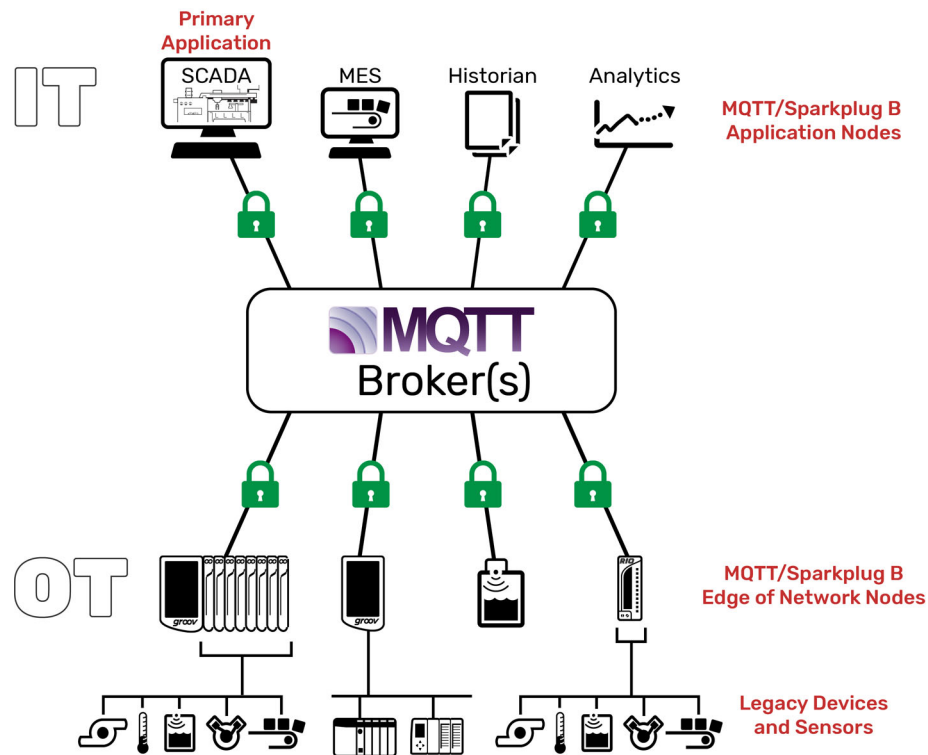 Primary
Application
IT
SCADA
MES
Historian
Analytics
MQTT/Sparkplug B
Application Nodes
MQTT
Broker(s)
OT
groov
groov
RIO
MQTT/Sparkplug B
Edge of Network Nodes
Legacy Devices
and Sensors